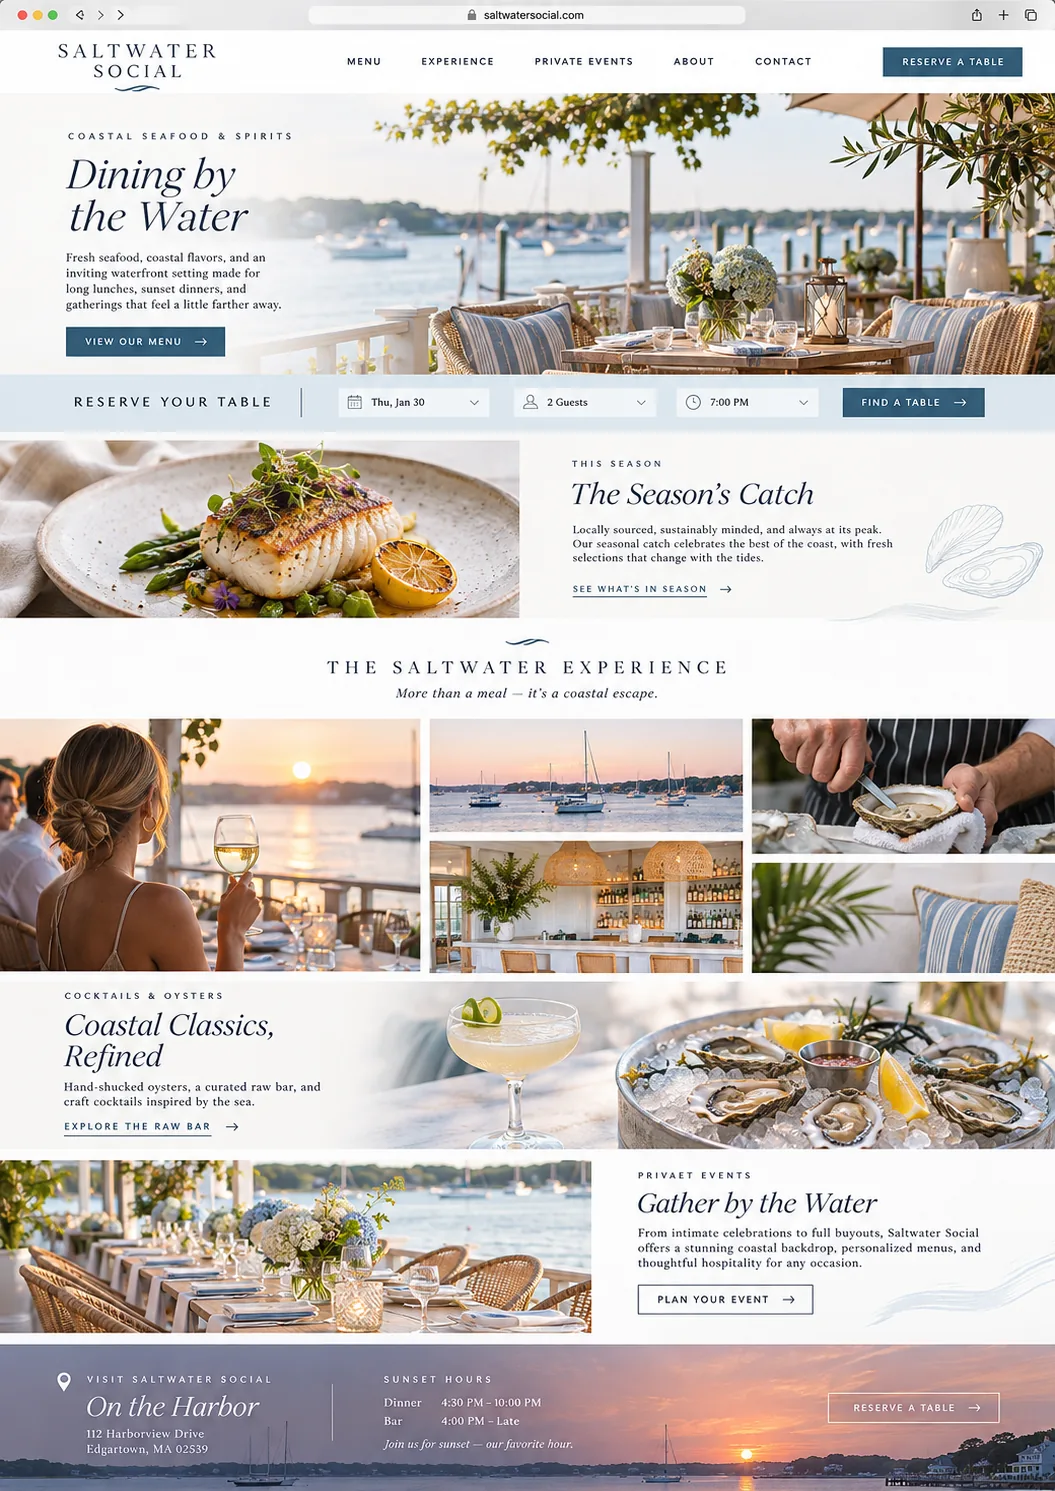 saltwatersocial.com
SALTWATER
SOCIAL
MENU
EXPERIENCE
PRIVATE EVENTS
ABOUT
CONTACT
RESERVE A TABLE
COASTAL SEAFOOD & SPIRITS
Dining by
the Water
Fresh seafood, coastal flavors, and an
inviting waterfront setting made for
long lunches, sunset dinners, and
gatherings that feel a little farther away.
VIEW OUR MENU →
RESERVE YOUR TABLE
Thu, Jan 30
2 Guests
7:00 PM
FIND A TABLE →
THIS SEASON
The Season's Catch
Locally sourced, sustainably minded, and always at its peak.
Our seasonal catch celebrates the best of the coast, with fresh
selections that change with the tides.
SEE WHAT'S IN SEASON →
THE SALTWATER EXPERIENCE
More than a meal — it's a coastal escape.
COCKTAILS & OYSTERS
Coastal Classics,
Refined
Hand-shucked oysters, a curated raw bar, and
craft cocktails inspired by the sea.
EXPLORE THE RAW BAR →
PRIVAET EVENTS
Gather by the Water
From intimate celebrations to full buyouts, Saltwater Social
offers a stunning coastal backdrop, personalized menus, and
thoughtful hospitality for any occasion.
PLAN YOUR EVENT →
VISIT SALTWATER SOCIAL
On the Harbor
112 Harborview Drive
Edgartown, MA 02539
SUNSET HOURS
Dinner 4:30 PM – 10:00 PM
Bar 4:00 PM – Late
Join us for sunset — our favorite hour.
RESERVE A TABLE →